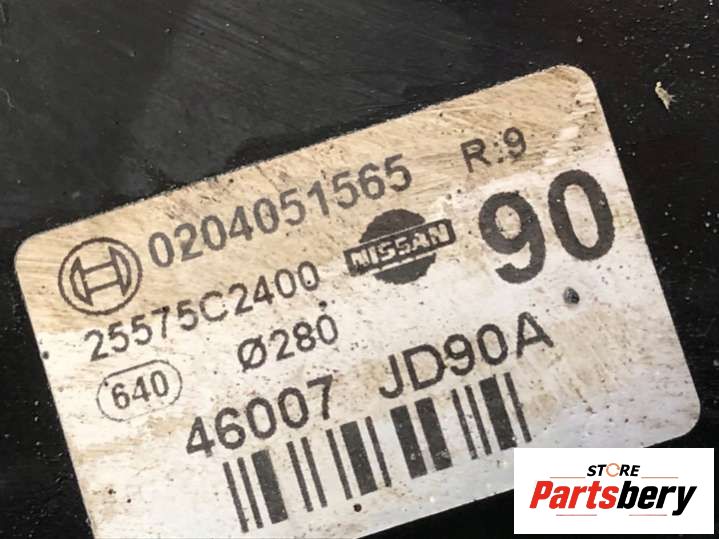 0204051565 R:9
NISSAN 90
25575C2400
640 Ø280
46007 JD90A
STORE
Partsbery